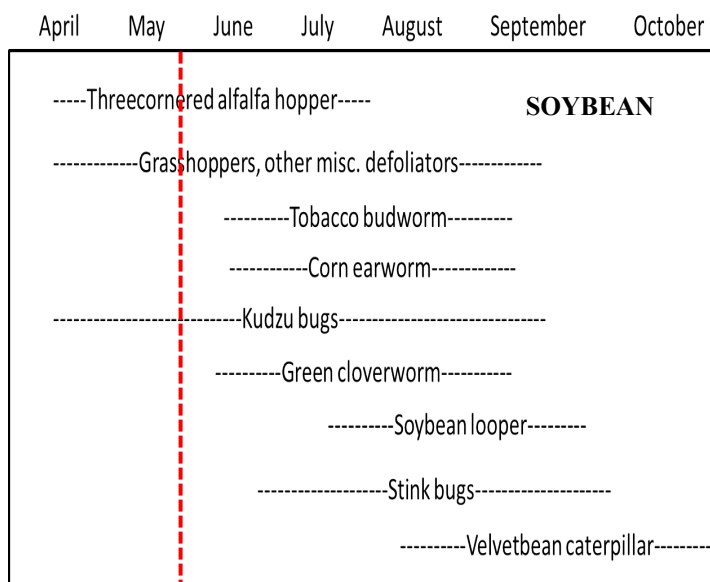 April May June July August September October
-----Threecornered alfalfa hopper-----
SOYBEAN
------------Grasshoppers, other misc. defoliators------------
---------Tobacco budworm---------
-----------Corn earworm-----------
---------------------------Kudzu bugs------------------------------
----------Green cloverworm----------
---------Soybean looper--------
------------------Stink bugs-------------------
----------Velvetbean caterpillar---------